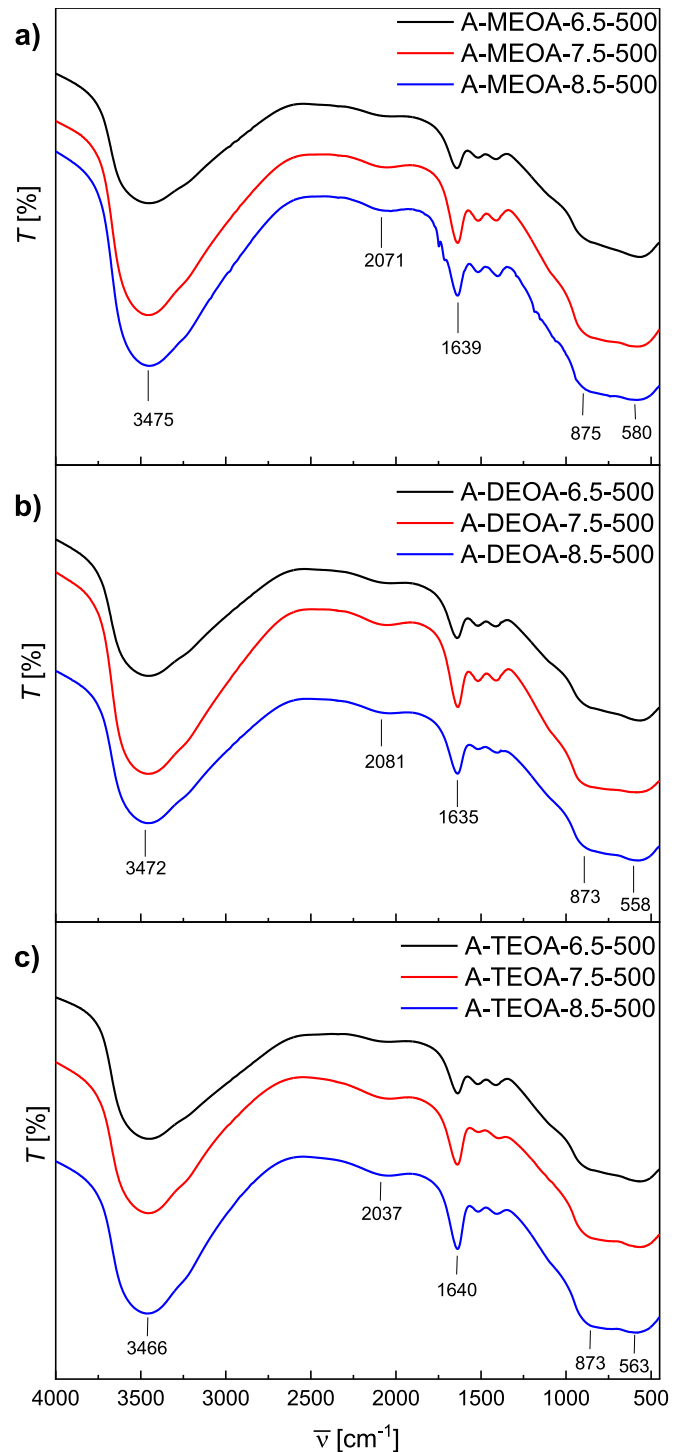 a)
A-MEOA-6.5-500
A-MEOA-7.5-500
A-MEOA-8.5-500
T [%]
2071
1639
3475
875
580
b)
A-DEOA-6.5-500
A-DEOA-7.5-500
A-DEOA-8.5-500
T [%]
2081
1635
3472
873
558
c)
A-TEOA-6.5-500
A-TEOA-7.5-500
A-TEOA-8.5-500
T [%]
2037
1640
3466
873
563
4000 3500 3000 2500 2000 1500 1000 500
ν̅ [cm⁻¹]